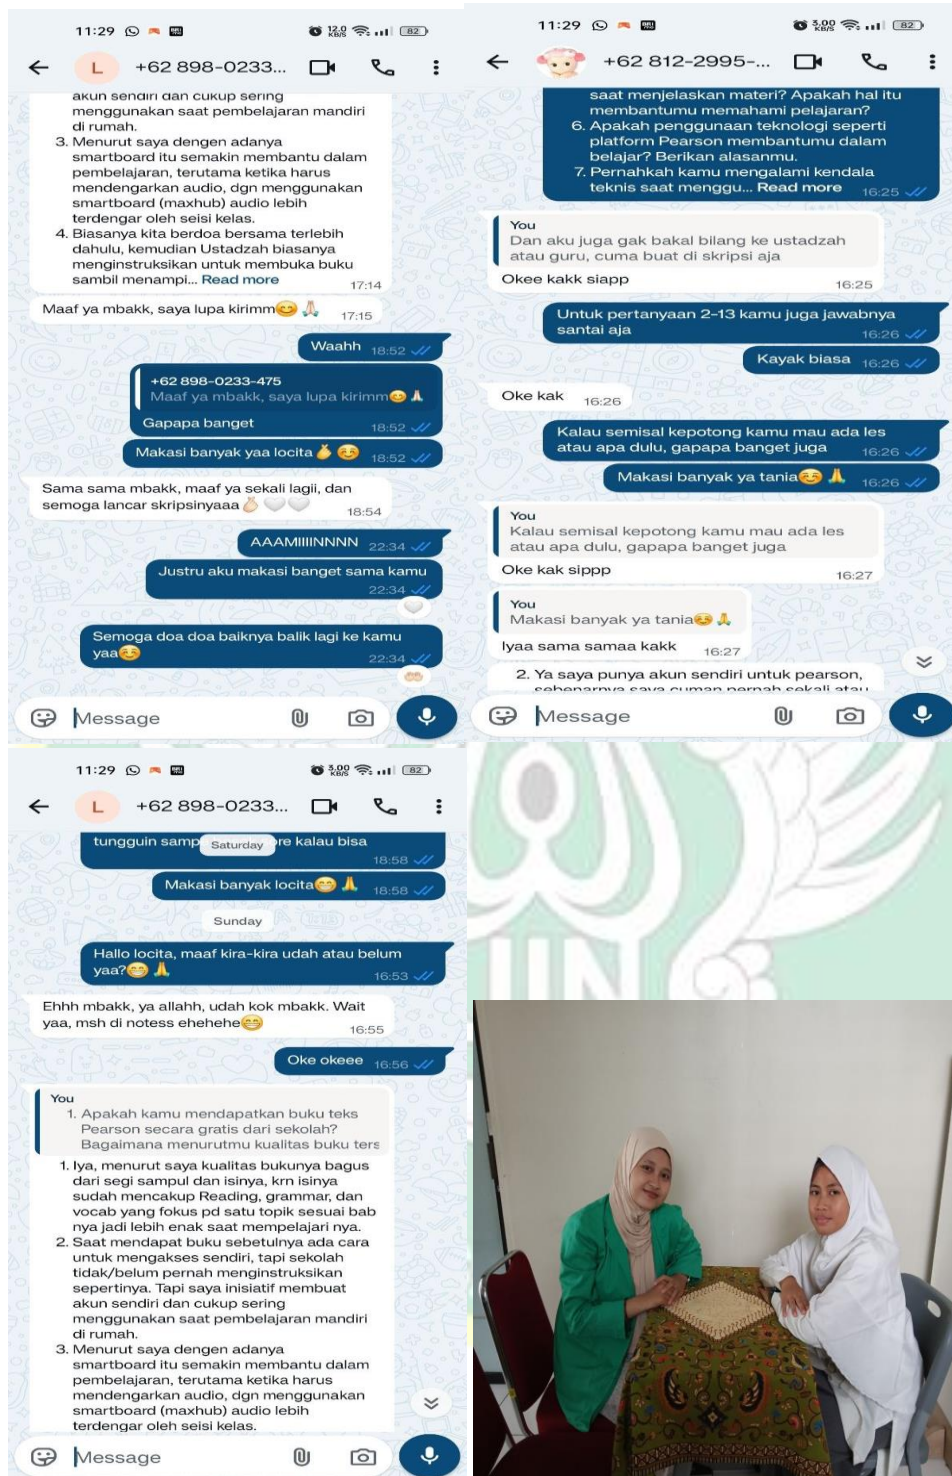 11:29
12.0
KB/S
82
L
+62 898-0233...
akun sendiri dan cukup sering
menggunakan saat pembelajaran mandiri
di rumah.
3. Menurut saya dengen adanya
smartboard itu semakin membantu dalam
pembelajaran, terutama ketika harus
mendengarkan audio, dgn menggunakan
smartboard (maxhub) audio lebih
terdengar oleh seisi kelas.
4. Biasanya kita berdoa bersama terlebih
dahulu, kemudian Ustadzah biasanya
menginstruksikan untuk membuka buku
sambil menampi... Read more
17:14
Maaf ya mbakk, saya lupa kirimm😊🙏🏻
17:15
Waahh 18:52
+62 898-0233-475
Maaf ya mbakk, saya lupa kirimm😊🙏🏻
Gapapa banget 18:52
Makasi banyak yaa locita🫰☺️ 18:52
Sama sama mbakk, maaf ya sekali lagii, dan
semoga lancar skripsinyaaa🫰🏻🤍🤍
18:54
AAAMIIIINNNN 22:34
Justru aku makasi banget sama kamu
22:34
Semoga doa doa baiknya balik lagi ke kamu
yaa☺️
22:34
Message
11:29
3.00
KB/S
82
+62 812-2995-...
saat menjelaskan materi? Apakah hal itu
membantumu memahami pelajaran?
6. Apakah penggunaan teknologi seperti
platform Pearson membantumu dalam
belajar? Berikan alasanmu.
7. Pernahkah kamu mengalami kendala
teknis saat menggu... Read more 16:25
You
Dan aku juga gak bakal bilang ke ustadzah
atau guru, cuma buat di skripsi aja
Okee kakk siapp
16:25
Untuk pertanyaan 2-13 kamu juga jawabnya
santai aja
16:26
Kayak biasa 16:26
Oke kak 16:26
Kalau semisal kepotong kamu mau ada les
atau apa dulu, gapapa banget juga 16:26
Makasi banyak ya tania☺️🙏 16:26
You
Kalau semisal kepotong kamu mau ada les
atau apa dulu, gapapa banget juga
Oke kak sippp
16:27
You
Makasi banyak ya tania☺️🙏
Iyaa sama samaa kakk 16:27
2. Ya saya punya akun sendiri untuk pearson,
sebenarnya saya cuman pernah sekali atau
Message
11:29
3.00
KB/S
82
L
+62 898-0233...
Saturday
kalau bisa
18:58
Makasi banyak locita😁🙏 18:58
Sunday
Hallo locita, maaf kira-kira udah atau belum
yaa?😁🙏
16:53
Ehhh mbakk, ya allahh, udah kok mbakk. Wait
yaa, msh di notess ehehehe😁
16:55
Oke okeee 16:56
You
1. Apakah kamu mendapatkan buku teks
Pearson secara gratis dari sekolah?
Bagaimana menurutmu kualitas buku ters
1. Iya, menurut saya kualitas bukunya bagus
dari segi sampul dan isinya, krn isinya
sudah mencakup Reading, grammar, dan
vocab yang fokus pd satu topik sesuai bab
nya jadi lebih enak saat mempelajari nya.
2. Saat mendapat buku sebetulnya ada cara
untuk mengakses sendiri, tapi sekolah
tidak/belum pernah menginstruksikan
sepertinya. Tapi saya inisiatif membuat
akun sendiri dan cukup sering
menggunakan saat pembelajaran mandiri
di rumah.
3. Menurut saya dengen adanya
smartboard itu semakin membantu dalam
pembelajaran, terutama ketika harus
mendengarkan audio, dgn menggunakan
smartboard (maxhub) audio lebih
terdengar oleh seisi kelas.
Message